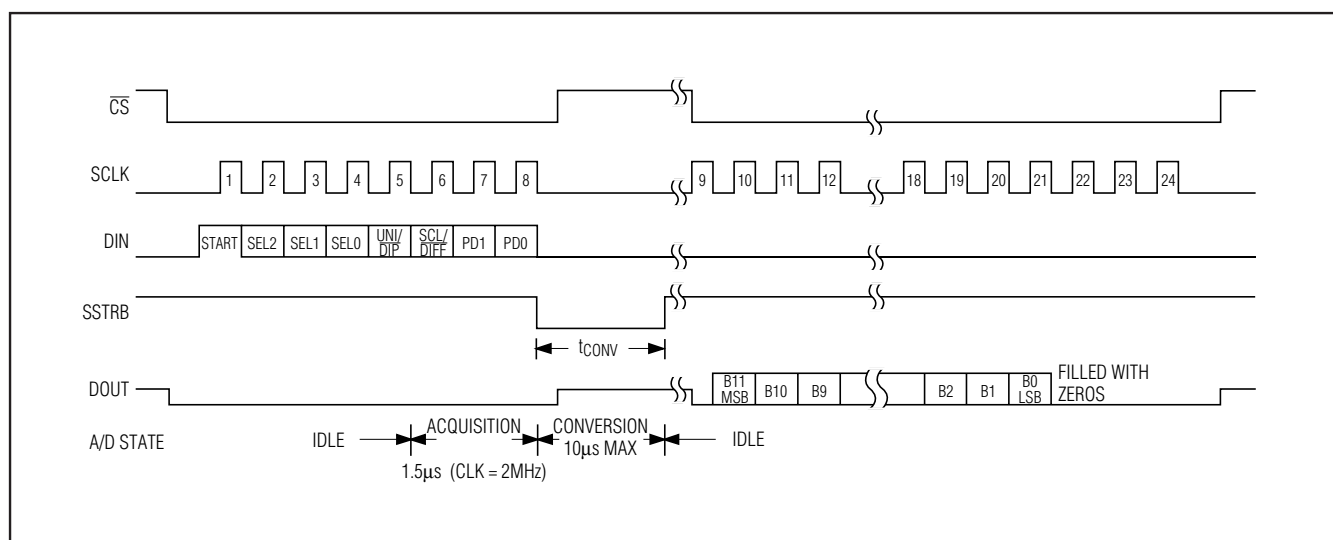 CS
SCLK
1 2 3 4 5 6 7 8 9 10 11 12 18 19 20 21 22 23 24
DIN
START SEL2 SEL1 SEL0 UNI/DIP SCL/DIFF PD1 PD0
SSTRB
tCONV
DOUT
B11 MSB B10 B9 B2 B1 B0 LSB FILLED WITH ZEROS
A/D STATE
IDLE ACQUISITION CONVERSION IDLE
10µs MAX
1.5µs (CLK = 2MHz)